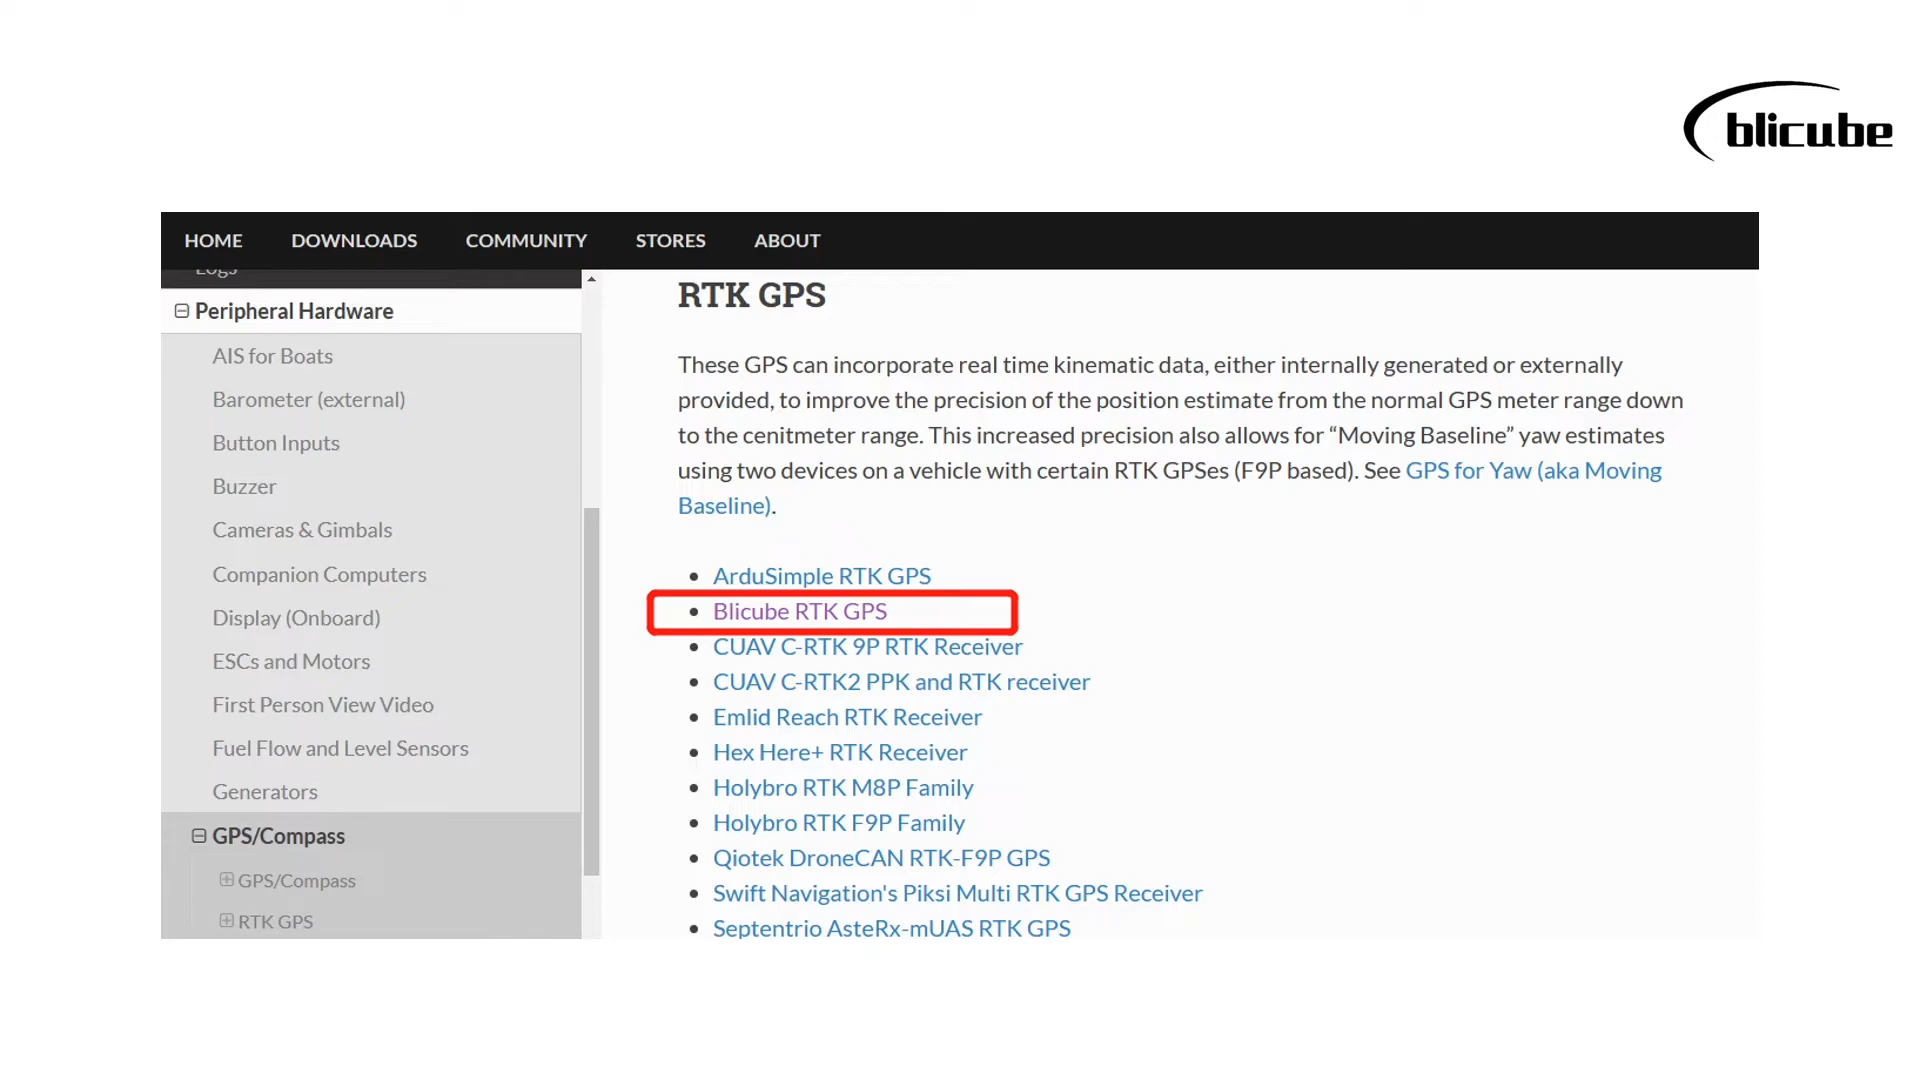 blicube
HOME DOWNLOADS COMMUNITY STORES ABOUT
Logs
Peripheral Hardware
AIS for Boats
Barometer (external)
Button Inputs
Buzzer
Cameras & Gimbals
Companion Computers
Display (Onboard)
ESCs and Motors
First Person View Video
Fuel Flow and Level Sensors
Generators
GPS/Compass
GPS/Compass
RTK GPS
RTK GPS
These GPS can incorporate real time kinematic data, either internally generated or externally
provided, to improve the precision of the position estimate from the normal GPS meter range down
to the cenitmeter range. This increased precision also allows for “Moving Baseline” yaw estimates
using two devices on a vehicle with certain RTK GPSes (F9P based). See GPS for Yaw (aka Moving
Baseline).
ArduSimple RTK GPS
Blicube RTK GPS
CUAV C-RTK 9P RTK Receiver
CUAV C-RTK2 PPK and RTK receiver
Emlid Reach RTK Receiver
Hex Here+ RTK Receiver
Holybro RTK M8P Family
Holybro RTK F9P Family
Qiotek DroneCAN RTK-F9P GPS
Swift Navigation's Piksi Multi RTK GPS Receiver
Septentrio AsteRx-mUAS RTK GPS